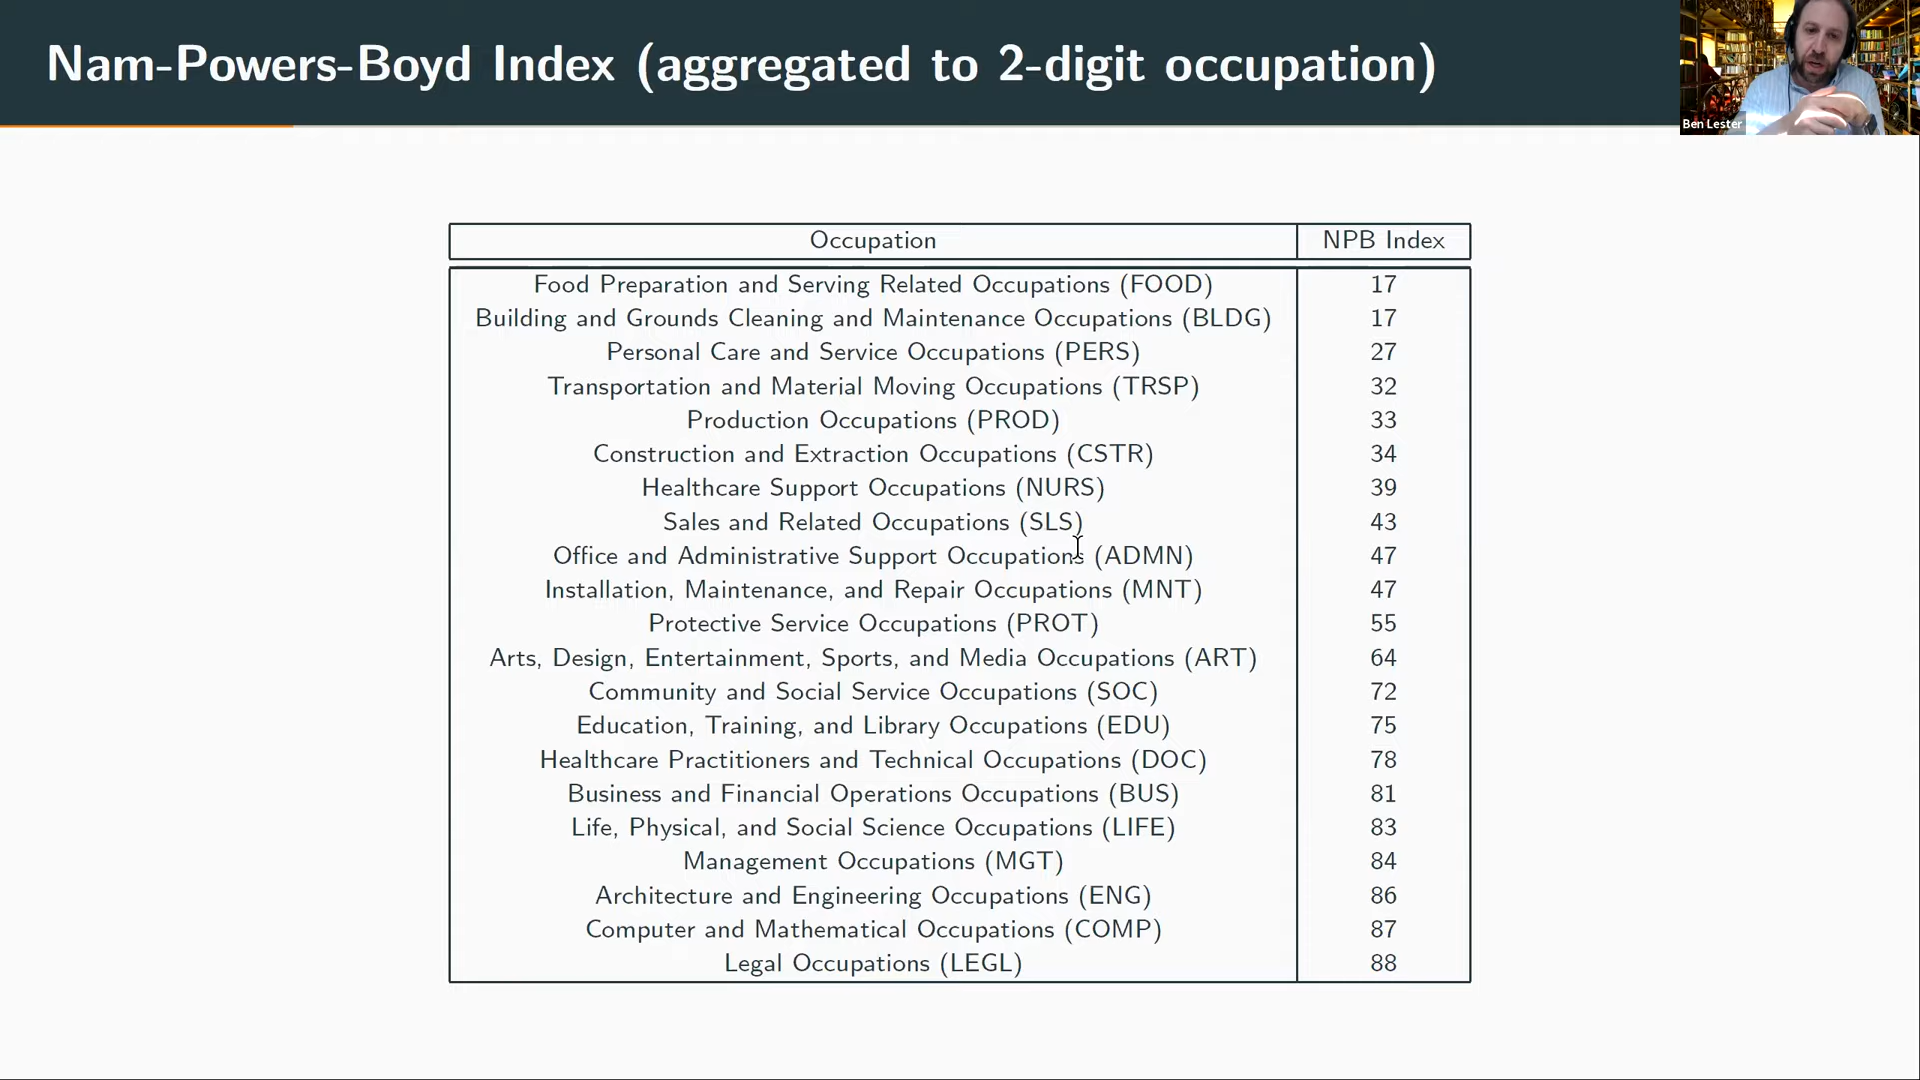 Nam-Powers-Boyd Index (aggregated to 2-digit occupation)
Ben Lester
Occupation NPB Index
Food Preparation and Serving Related Occupations (FOOD) 17
Building and Grounds Cleaning and Maintenance Occupations (BLDG) 17
Personal Care and Service Occupations (PERS) 27
Transportation and Material Moving Occupations (TRSP) 32
Production Occupations (PROD) 33
Construction and Extraction Occupations (CSTR) 34
Healthcare Support Occupations (NURS) 39
Sales and Related Occupations (SLS) 43
Office and Administrative Support Occupations (ADMN) 47
Installation, Maintenance, and Repair Occupations (MNT) 47
Protective Service Occupations (PROT) 55
Arts, Design, Entertainment, Sports, and Media Occupations (ART) 64
Community and Social Service Occupations (SOC) 72
Education, Training, and Library Occupations (EDU) 75
Healthcare Practitioners and Technical Occupations (DOC) 78
Business and Financial Operations Occupations (BUS) 81
Life, Physical, and Social Science Occupations (LIFE) 83
Management Occupations (MGT) 84
Architecture and Engineering Occupations (ENG) 86
Computer and Mathematical Occupations (COMP) 87
Legal Occupations (LEGL) 88